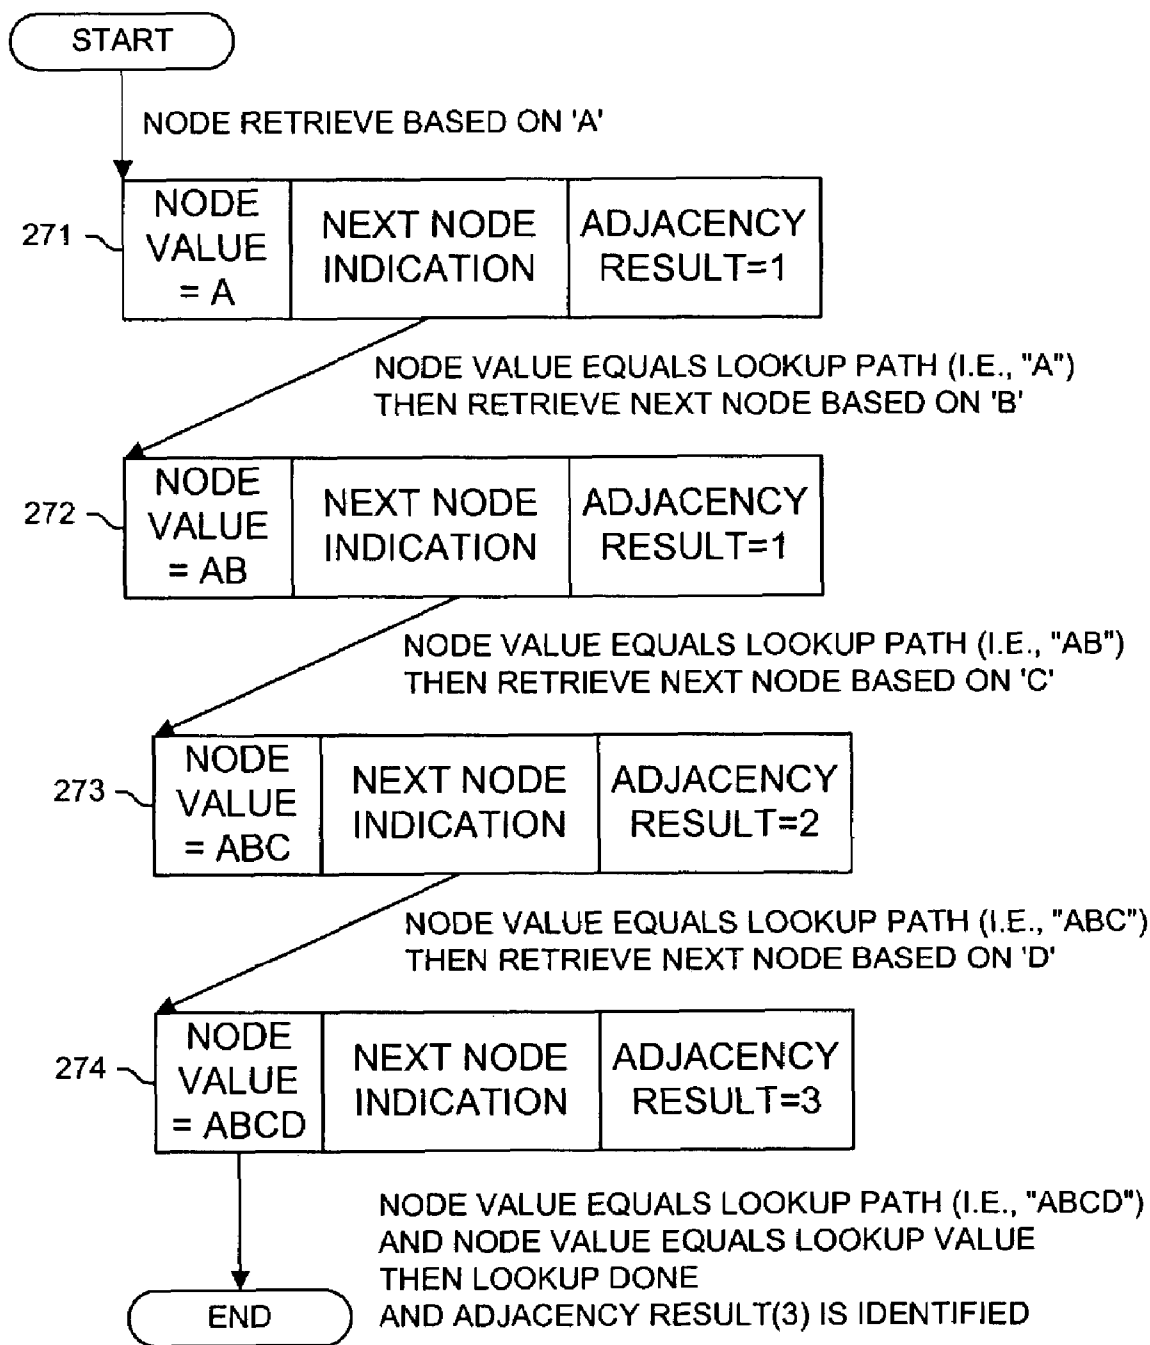 START
NODE RETRIEVE BASED ON 'A'
271
NODE
VALUE
= A
NEXT NODE
INDICATION
ADJACENCY
RESULT=1
NODE VALUE EQUALS LOOKUP PATH (I.E., "A")
THEN RETRIEVE NEXT NODE BASED ON 'B'
272
NODE
VALUE
= AB
NEXT NODE
INDICATION
ADJACENCY
RESULT=1
NODE VALUE EQUALS LOOKUP PATH (I.E., "AB")
THEN RETRIEVE NEXT NODE BASED ON 'C'
273
NODE
VALUE
= ABC
NEXT NODE
INDICATION
ADJACENCY
RESULT=2
NODE VALUE EQUALS LOOKUP PATH (I.E., "ABC")
THEN RETRIEVE NEXT NODE BASED ON 'D'
274
NODE
VALUE
= ABCD
NEXT NODE
INDICATION
ADJACENCY
RESULT=3
NODE VALUE EQUALS LOOKUP PATH (I.E., "ABCD")
AND NODE VALUE EQUALS LOOKUP VALUE
THEN LOOKUP DONE
AND ADJACENCY RESULT(3) IS IDENTIFIED
END